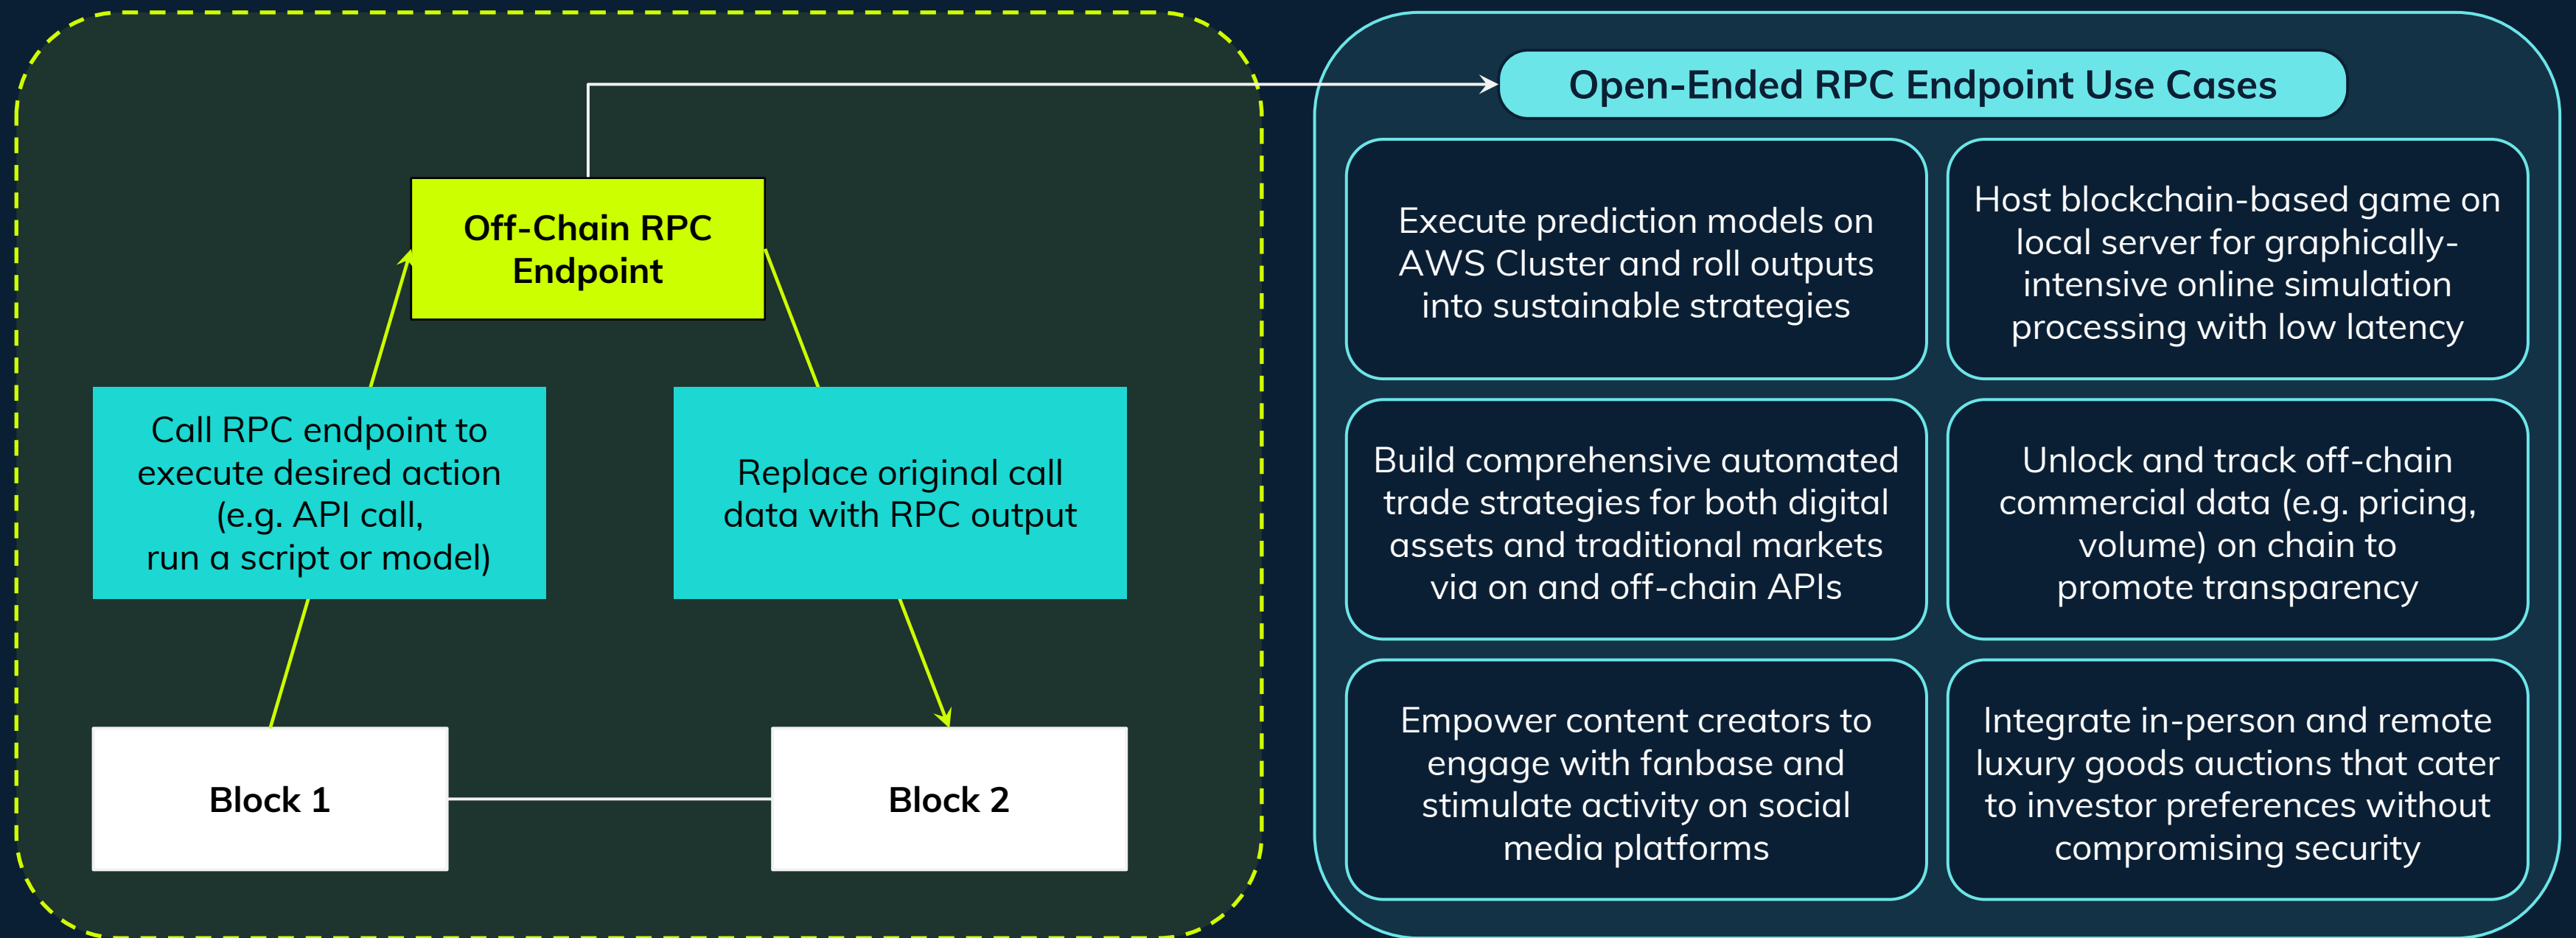 Off-Chain RPC
Endpoint
Call RPC endpoint to
execute desired action
(e.g. API call,
run a script or model)
Replace original call
data with RPC output
Block 1
Block 2
Open-Ended RPC Endpoint Use Cases
Execute prediction models on
AWS Cluster and roll outputs
into sustainable strategies
Host blockchain-based game on
local server for graphically-
intensive online simulation
processing with low latency
Build comprehensive automated
trade strategies for both digital
assets and traditional markets
via on and off-chain APIs
Unlock and track off-chain
commercial data (e.g. pricing,
volume) on chain to
promote transparency
Empower content creators to
engage with fanbase and
stimulate activity on social
media platforms
Integrate in-person and remote
luxury goods auctions that cater
to investor preferences without
compromising security